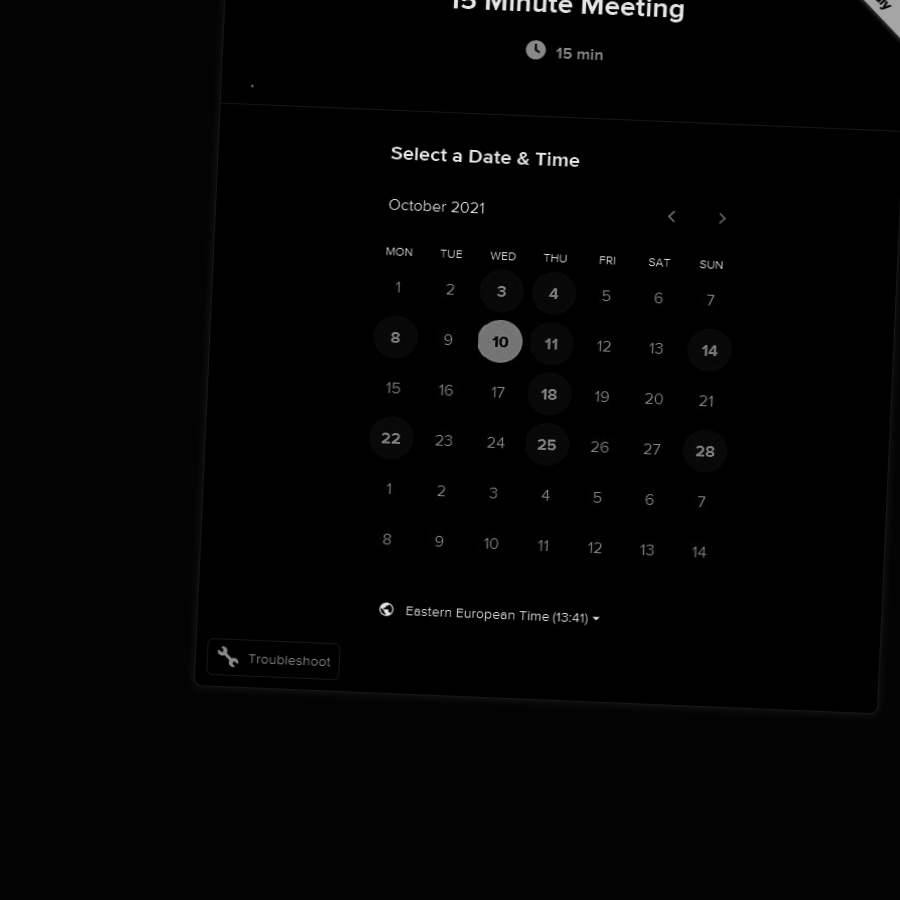 15 Minute Meeting
15 min
Select a Date & Time
October 2021
MON TUE WED THU FRI SAT SUN
1 2 3 4 5 6 7
8 9 10 11 12 13 14
15 16 17 18 19 20 21
22 23 24 25 26 27 28
1 2 3 4 5 6 7
8 9 10 11 12 13 14
Eastern European Time (13:41)
Troubleshoot